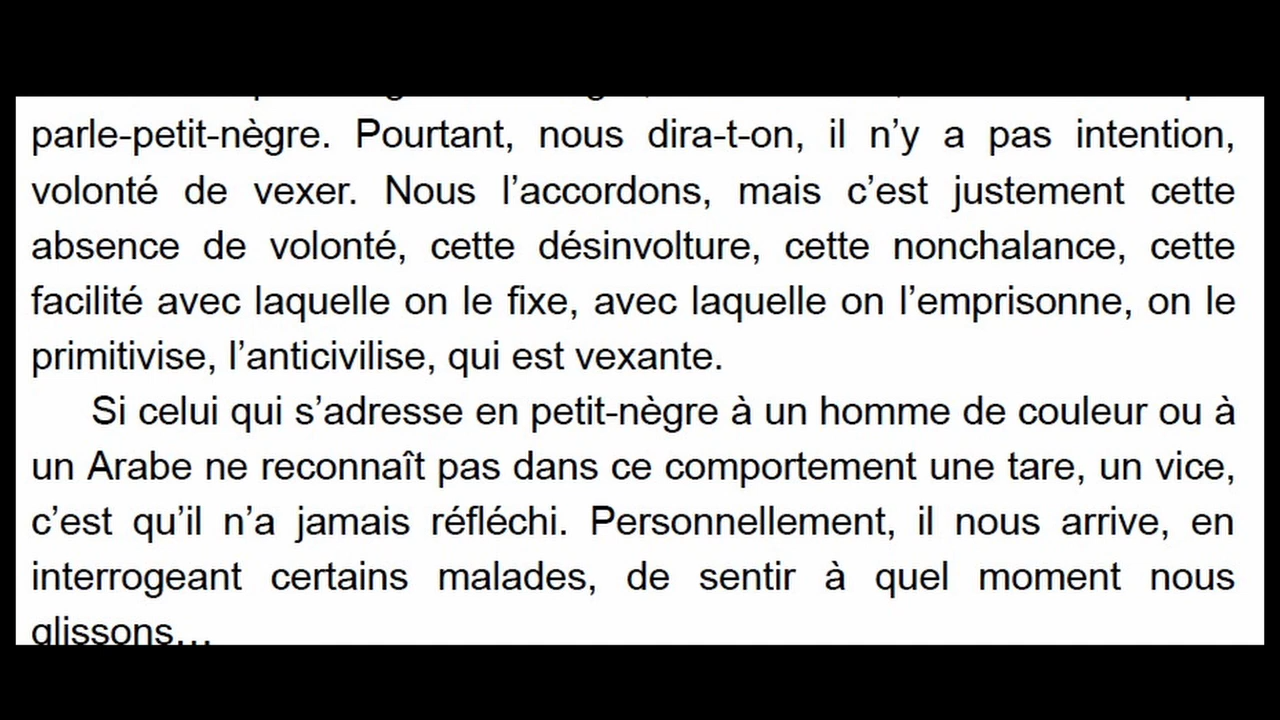 parle-petit-nègre. Pourtant, nous dira-t-on, il n’y a pas intention,
volonté de vexer. Nous l’accordons, mais c’est justement cette
absence de volonté, cette désinvolture, cette nonchalance, cette
facilité avec laquelle on le fixe, avec laquelle on l’emprisonne, on le
primitivise, l’anticivilise, qui est vexante.
Si celui qui s’adresse en petit-nègre à un homme de couleur ou à
un Arabe ne reconnaît pas dans ce comportement une tare, un vice,
c’est qu’il n’a jamais réfléchi. Personnellement, il nous arrive, en
interrogeant certains malades, de sentir à quel moment nous
glissons…